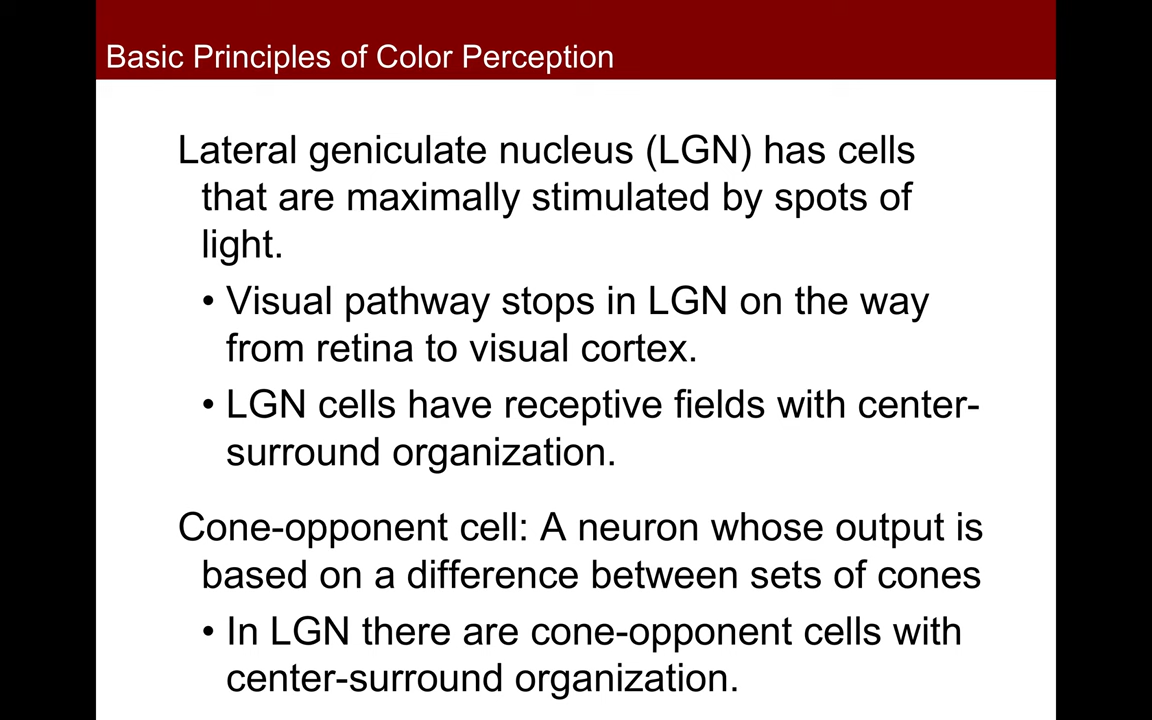 Basic Principles of Color Perception
Lateral geniculate nucleus (LGN) has cells
that are maximally stimulated by spots of
light.
• Visual pathway stops in LGN on the way
from retina to visual cortex.
• LGN cells have receptive fields with center-
surround organization.
Cone-opponent cell: A neuron whose output is
based on a difference between sets of cones
• In LGN there are cone-opponent cells with
center-surround organization.